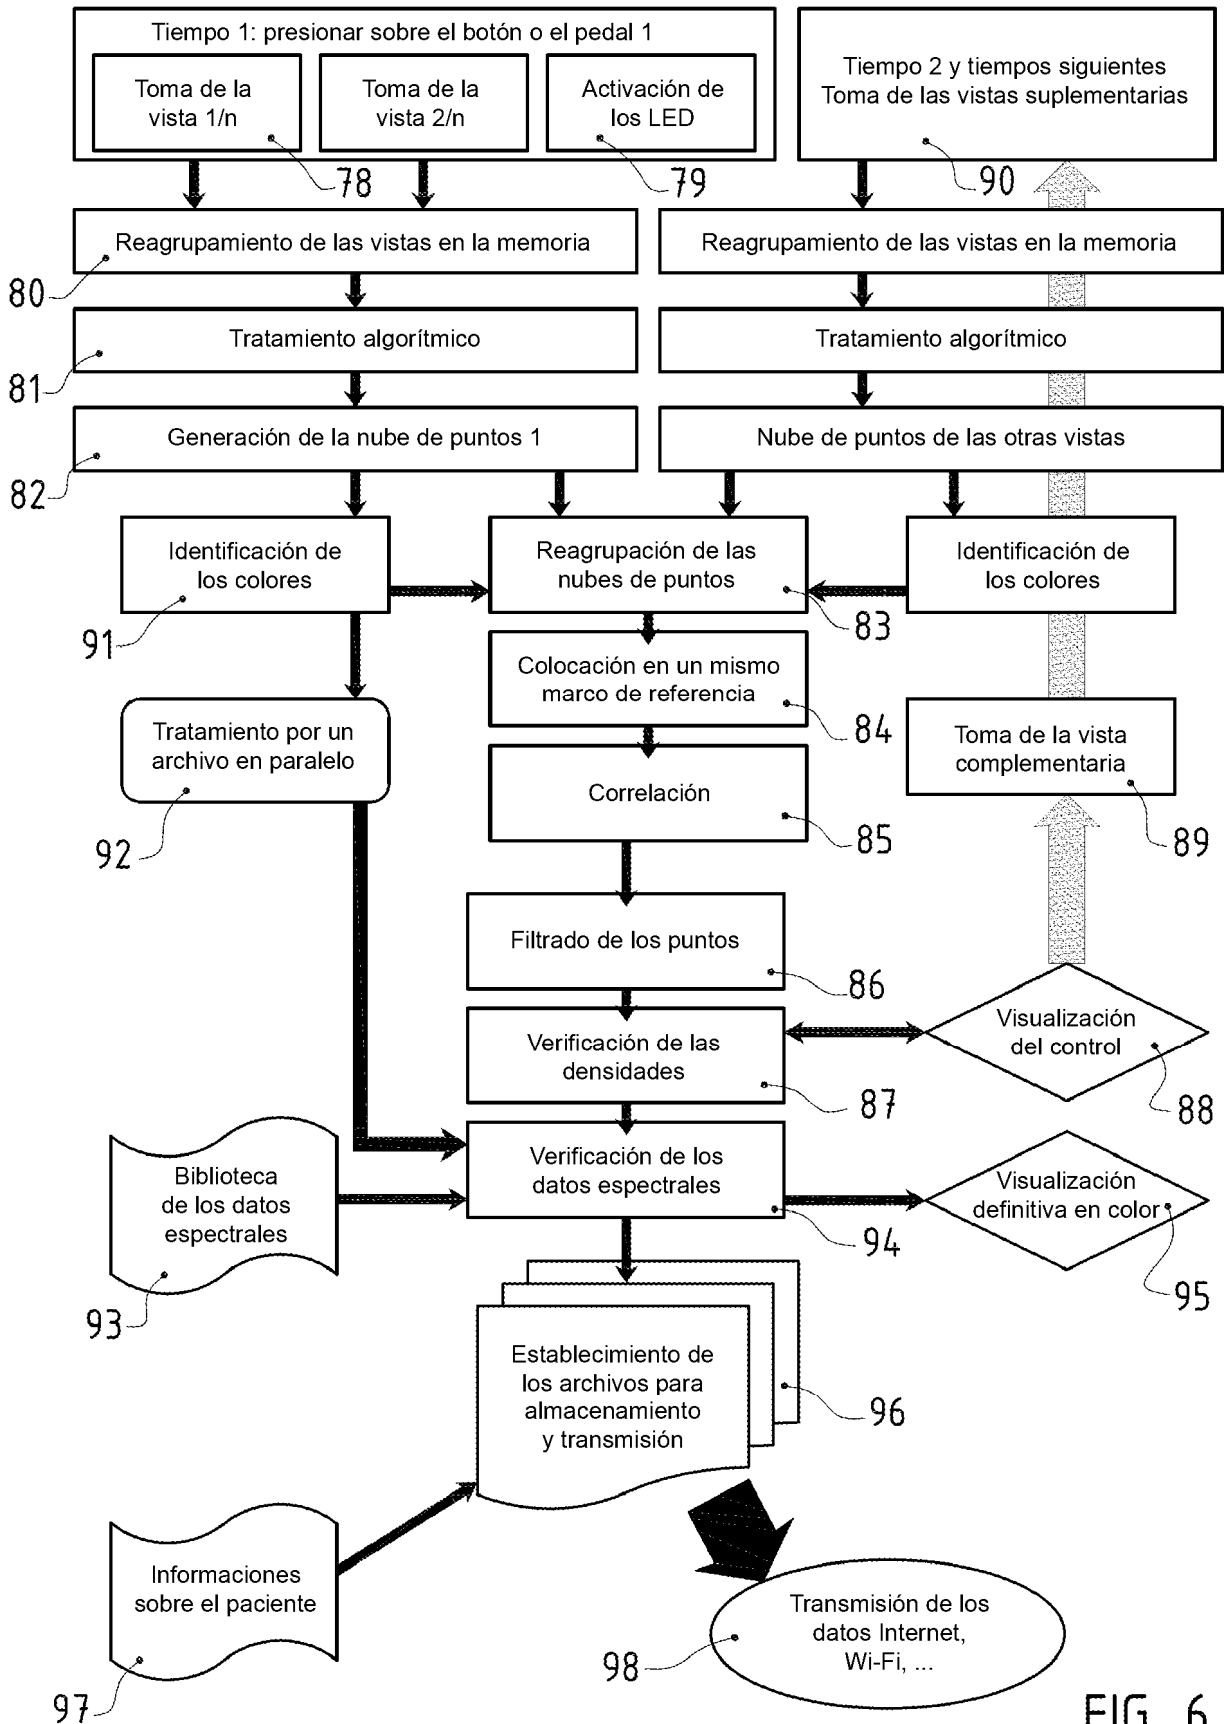 Tiempo 1: presionar sobre el botón o el pedal 1
Toma de la
vista 1/n
Toma de la
vista 2/n
Activación de
los LED
78
79
Tiempo 2 y tiempos siguientes
Toma de las vistas suplementarias
90
Reagrupamiento de las vistas en la memoria
80
Reagrupamiento de las vistas en la memoria
Tratamiento algorítmico
81
Tratamiento algorítmico
Generación de la nube de puntos 1
82
Nube de puntos de las otras vistas
Identificación de
los colores
91
Reagrupación de las
nubes de puntos
83
Identificación de
los colores
Colocación en un mismo
marco de referencia
84
Tratamiento por un
archivo en paralelo
92
Toma de la vista
complementaria
89
Correlación
85
Filtrado de los puntos
86
Verificación de las
densidades
87
Visualización
del control
88
Biblioteca
de los datos
espectrales
93
Verificación de los
datos espectrales
94
Visualización
definitiva en color
95
Establecimiento de
los archivos para
almacenamiento
y transmisión
96
Informaciones
sobre el paciente
97
Transmisión de los
datos Internet,
Wi-Fi, ...
98
FIG. 6